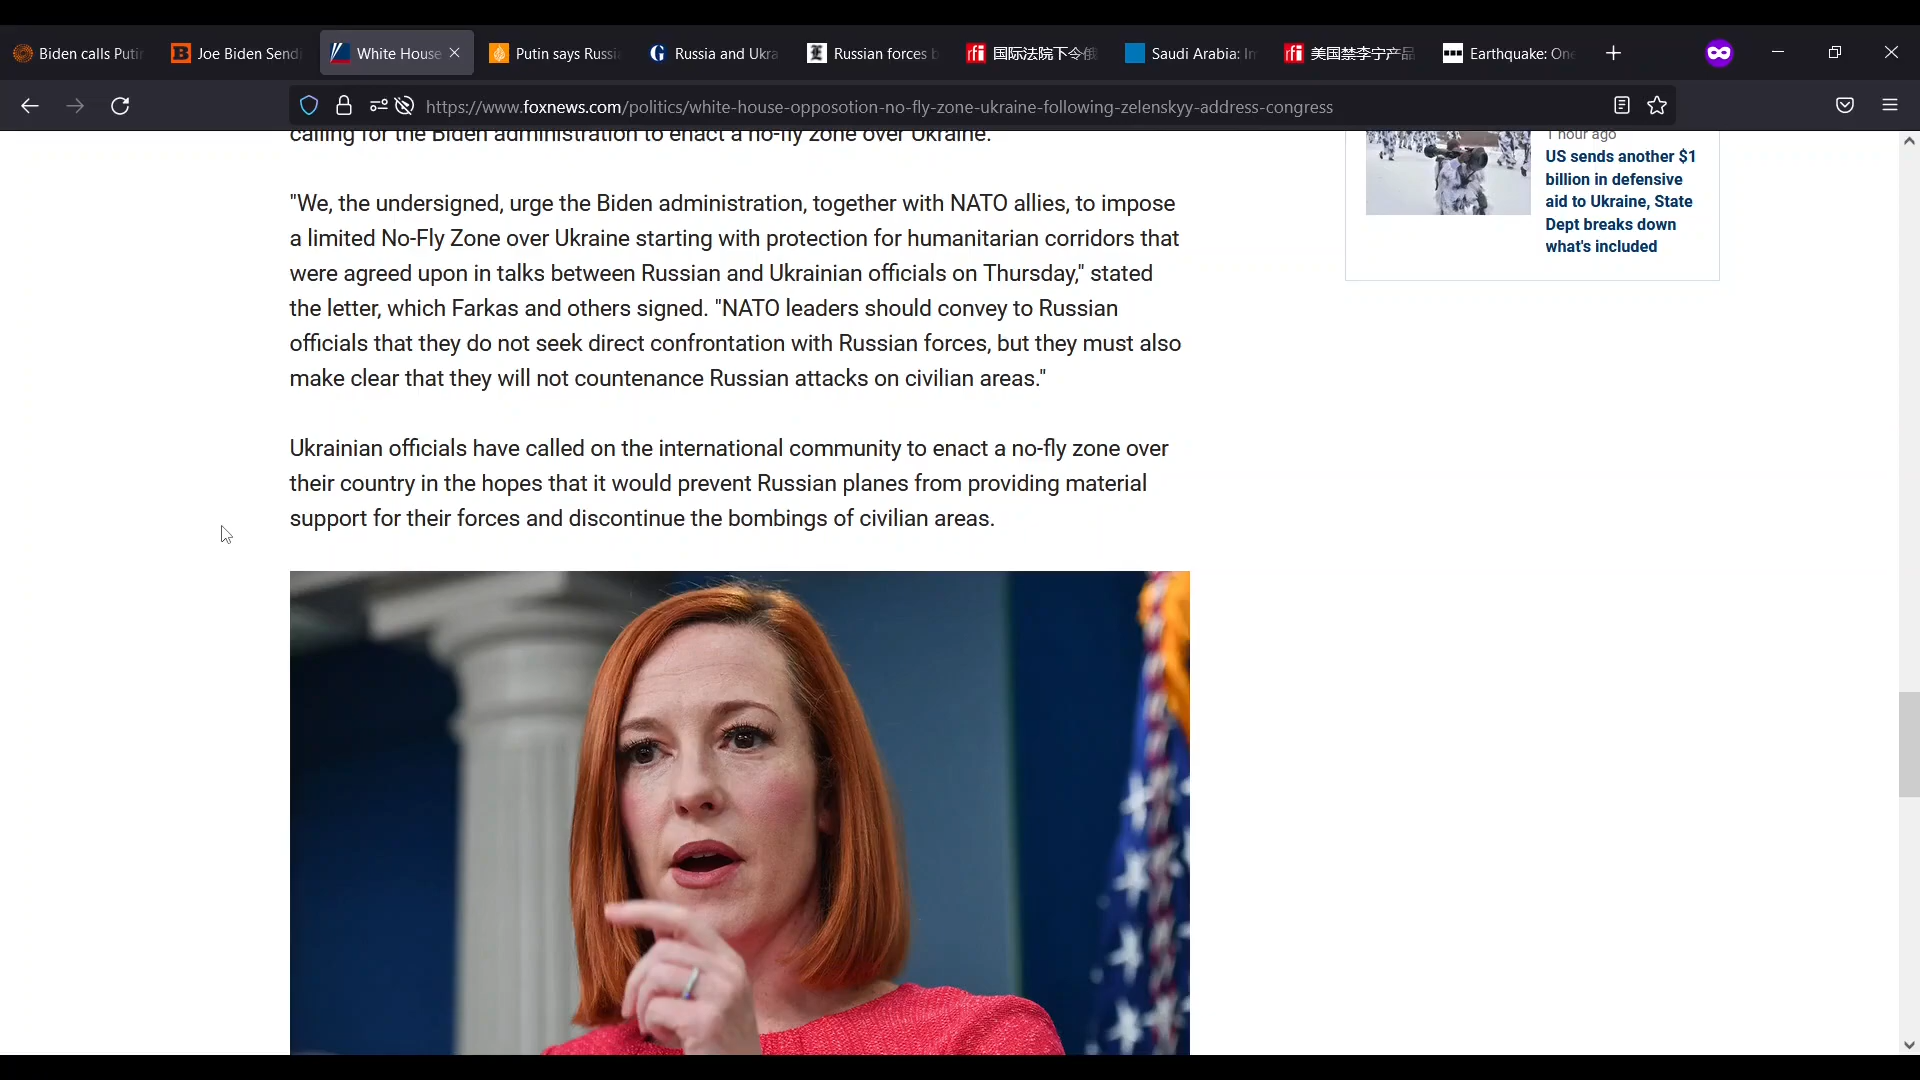 Biden calls Putin
Joe Biden Sendi
White House
Putin says Russi
Russia and Ukra
Russian forces b
国际法院下令俄
Saudi Arabia: In
美国禁李宁产品
Earthquake: One
https://www.foxnews.com/politics/white-house-opposotion-no-fly-zone-ukraine-following-zelenskyy-address-congress
calling for the Biden administration to enact a no-fly zone over Ukraine.
"We, the undersigned, urge the Biden administration, together with NATO allies, to impose
a limited No-Fly Zone over Ukraine starting with protection for humanitarian corridors that
were agreed upon in talks between Russian and Ukrainian officials on Thursday," stated
the letter, which Farkas and others signed. "NATO leaders should convey to Russian
officials that they do not seek direct confrontation with Russian forces, but they must also
make clear that they will not countenance Russian attacks on civilian areas."
Ukrainian officials have called on the international community to enact a no-fly zone over
their country in the hopes that it would prevent Russian planes from providing material
support for their forces and discontinue the bombings of civilian areas.
1 hour ago
US sends another $1
billion in defensive
aid to Ukraine, State
Dept breaks down
what's included